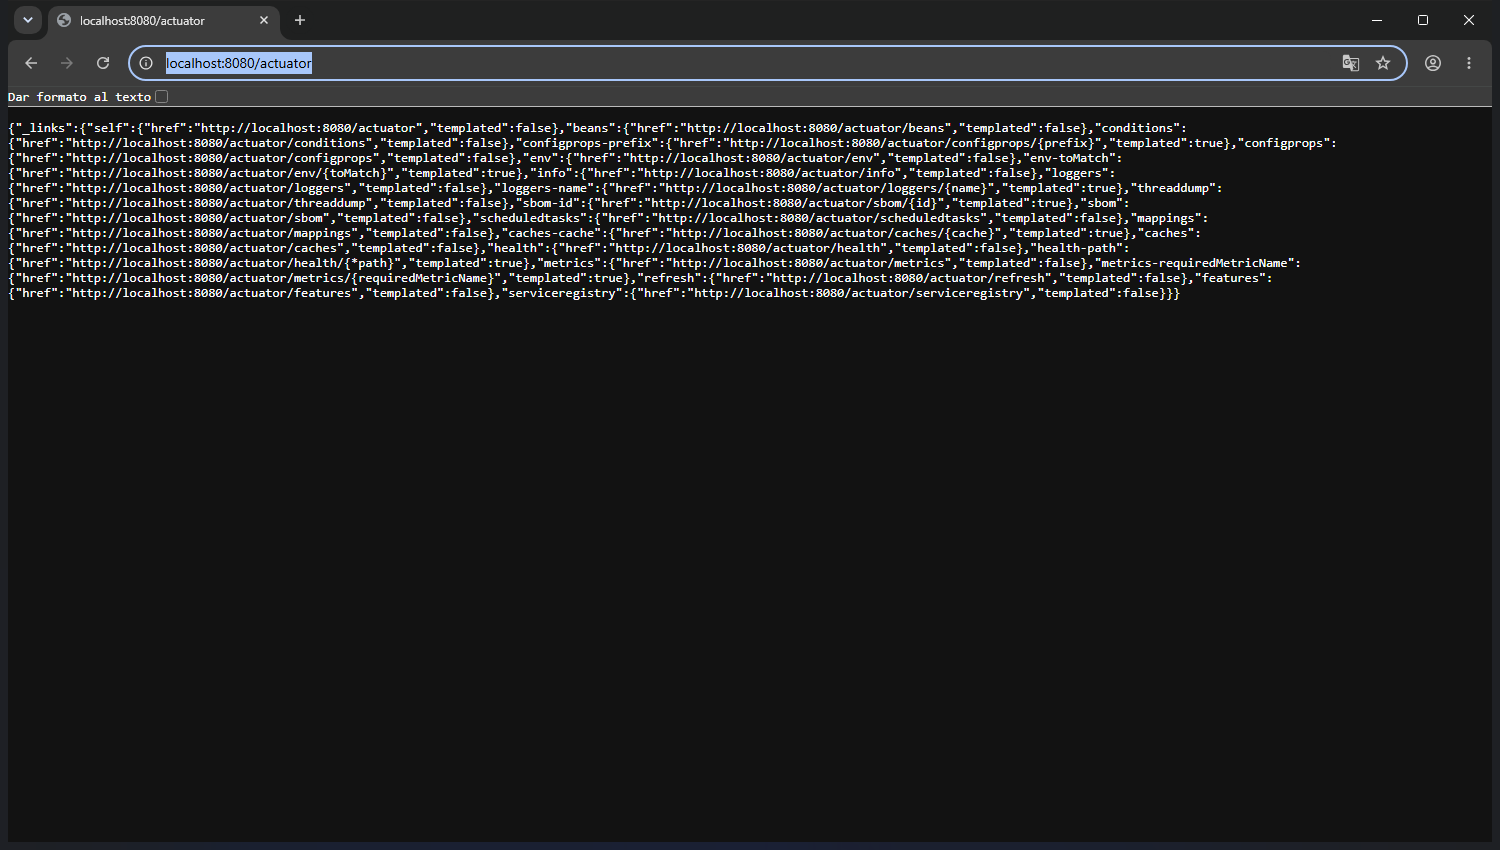 localhost:8080/actuator
localhost:8080/actuator
Dar formato al texto
{"_links":{"self":{"href":"http://localhost:8080/actuator","templated":false},"beans":{"href":"http://localhost:8080/actuator/beans","templated":false},"conditions":
{"href":"http://localhost:8080/actuator/conditions","templated":false},"configprops-prefix":{"href":"http://localhost:8080/actuator/configprops/{prefix}","templated":true},"configprops":
{"href":"http://localhost:8080/actuator/configprops","templated":false},"env":{"href":"http://localhost:8080/actuator/env","templated":false},"env-toMatch":
{"href":"http://localhost:8080/actuator/env/{toMatch}","templated":true},"info":{"href":"http://localhost:8080/actuator/info","templated":false},"loggers":
{"href":"http://localhost:8080/actuator/loggers","templated":false},"loggers-name":{"href":"http://localhost:8080/actuator/loggers/{name}","templated":true},"threaddump":
{"href":"http://localhost:8080/actuator/threaddump","templated":false},"sbom-id":{"href":"http://localhost:8080/actuator/sbom/{id}","templated":true},"sbom":
{"href":"http://localhost:8080/actuator/sbom","templated":false},"scheduledtasks":{"href":"http://localhost:8080/actuator/scheduledtasks","templated":false},"mappings":
{"href":"http://localhost:8080/actuator/mappings","templated":false},"caches-cache":{"href":"http://localhost:8080/actuator/caches/{cache}","templated":true},"caches":
{"href":"http://localhost:8080/actuator/caches","templated":false},"health":{"href":"http://localhost:8080/actuator/health","templated":false},"health-path":
{"href":"http://localhost:8080/actuator/health/{*path}","templated":true},"metrics":{"href":"http://localhost:8080/actuator/metrics","templated":false},"metrics-requiredMetricName":
{"href":"http://localhost:8080/actuator/metrics/{requiredMetricName}","templated":true},"refresh":{"href":"http://localhost:8080/actuator/refresh","templated":false},"features":
{"href":"http://localhost:8080/actuator/features","templated":false},"serviceregistry":{"href":"http://localhost:8080/actuator/serviceregistry","templated":false}}}